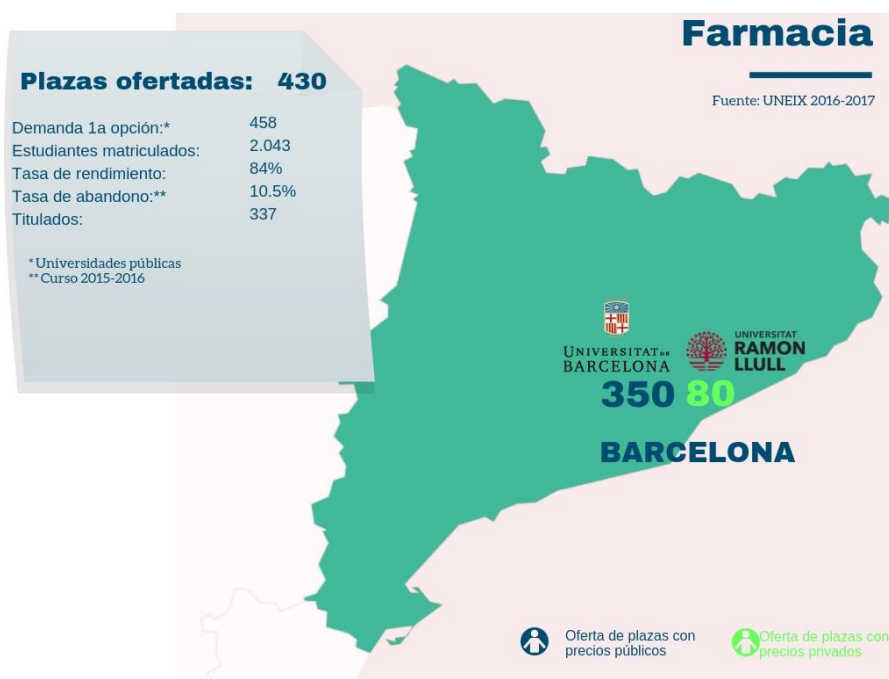 Farmacia
Fuente: UNEIX 2016-2017
Plazas ofertadas: 430
Demanda 1a opción:* 458
Estudiantes matriculados: 2.043
Tasa de rendimiento: 84%
Tasa de abandono:** 10.5%
Titulados: 337
*Universidades públicas
**Curso 2015-2016
UNIVERSITAT DE
BARCELONA
UNIVERSITAT
RAMON
LLULL
350 80
BARCELONA
Oferta de plazas con
precios públicos
Oferta de plazas con
precios privados